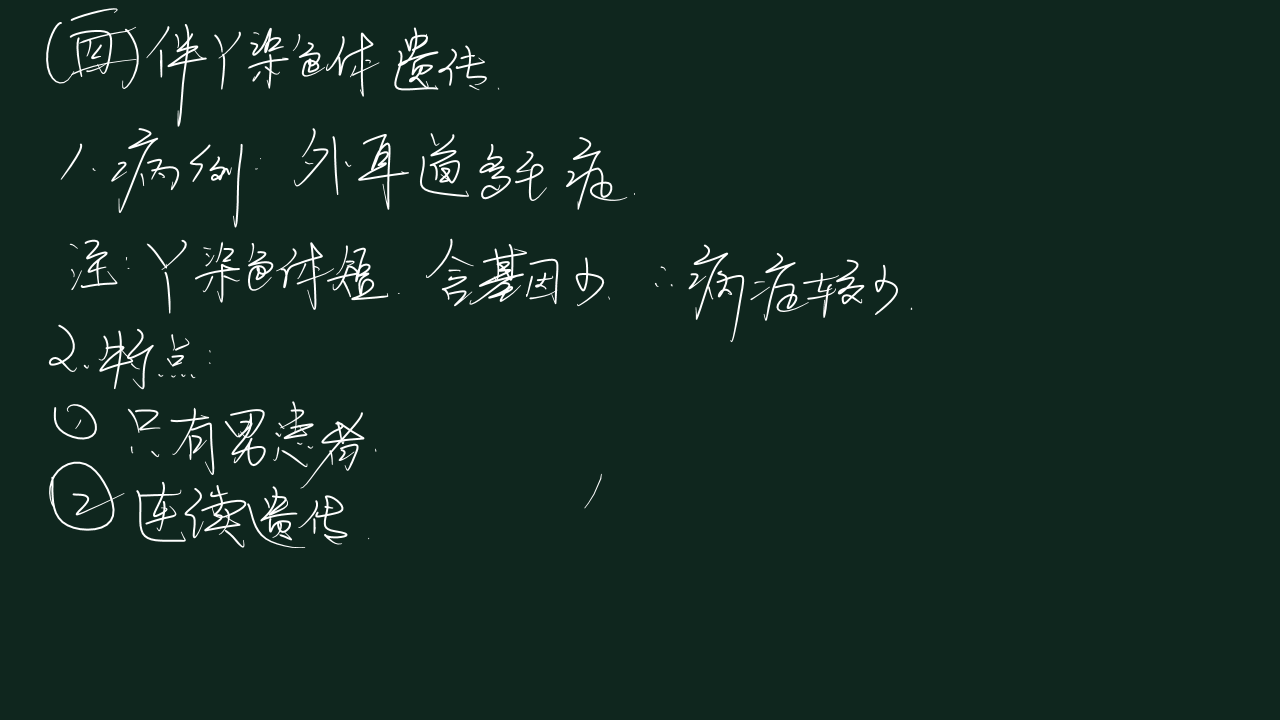 (四)伴Y染色体遗传.
1.病例:外耳道多毛症.
注:Y染色体短.含基因少.∴病症较少.
2.特点:
① 只有男患者.
② 连续遗传.